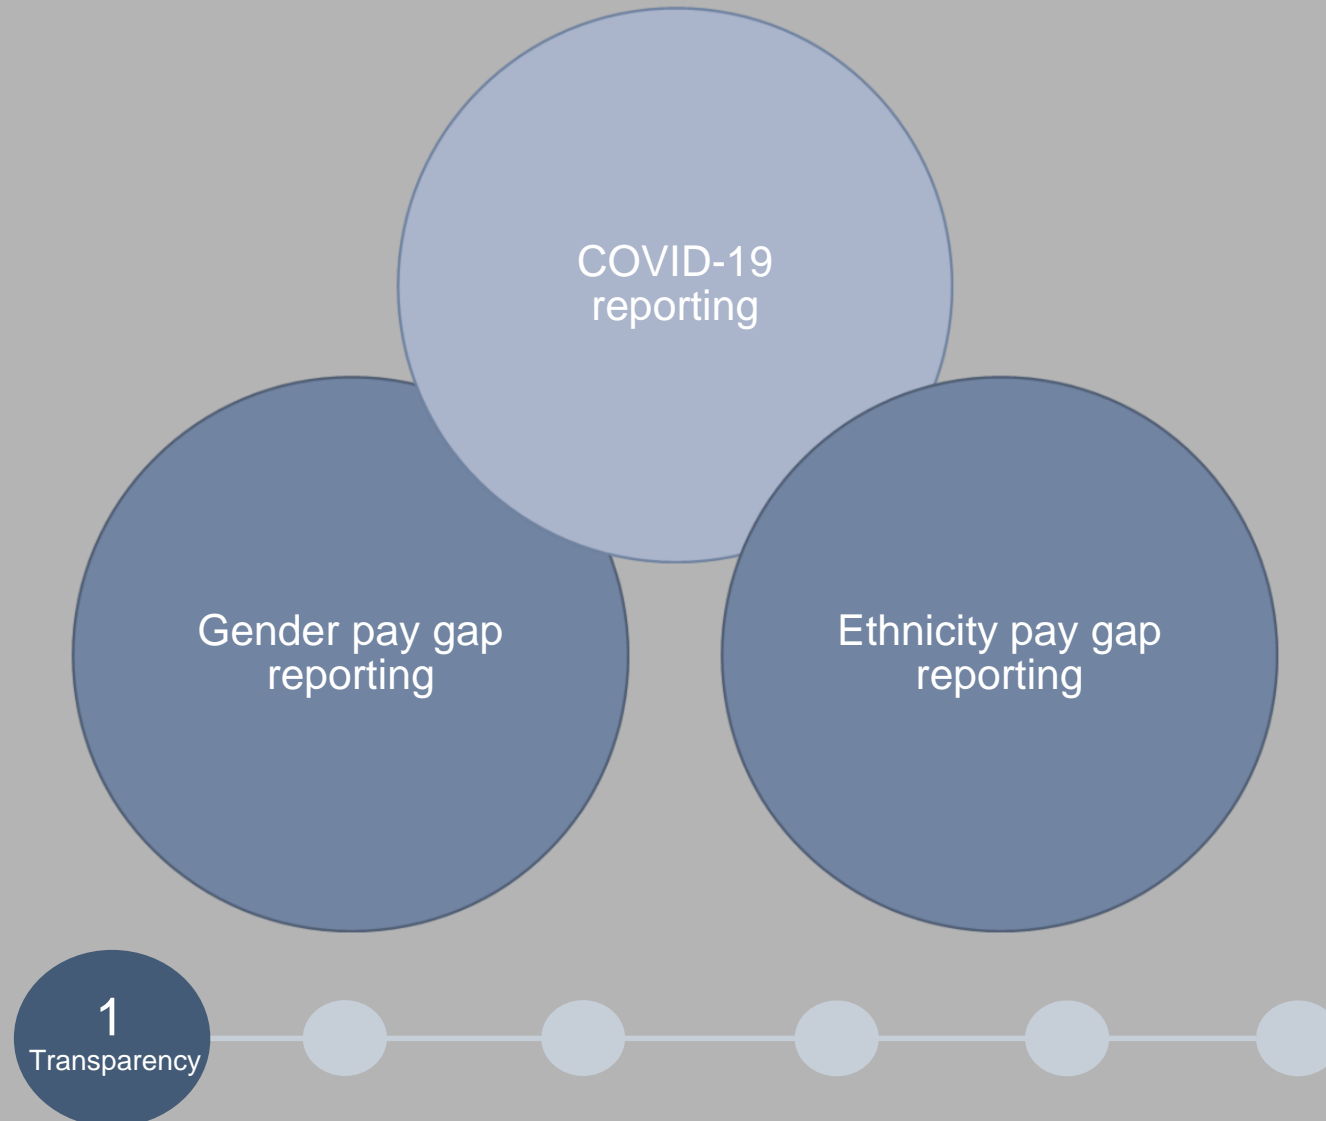 COVID-19
reporting
Gender pay gap
reporting
Ethnicity pay gap
reporting
1
Transparency